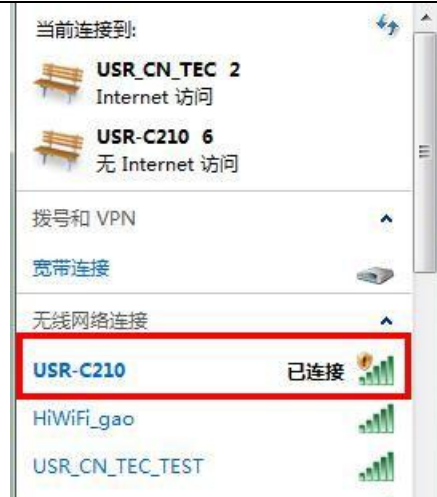 当前连接到:
USR_CN_TEC 2
Internet 访问
USR-C210 6
无 Internet 访问
拨号和 VPN
宽带连接
无线网络连接
USR-C210 已连接
HiWiFi_gao
USR_CN_TEC_TEST